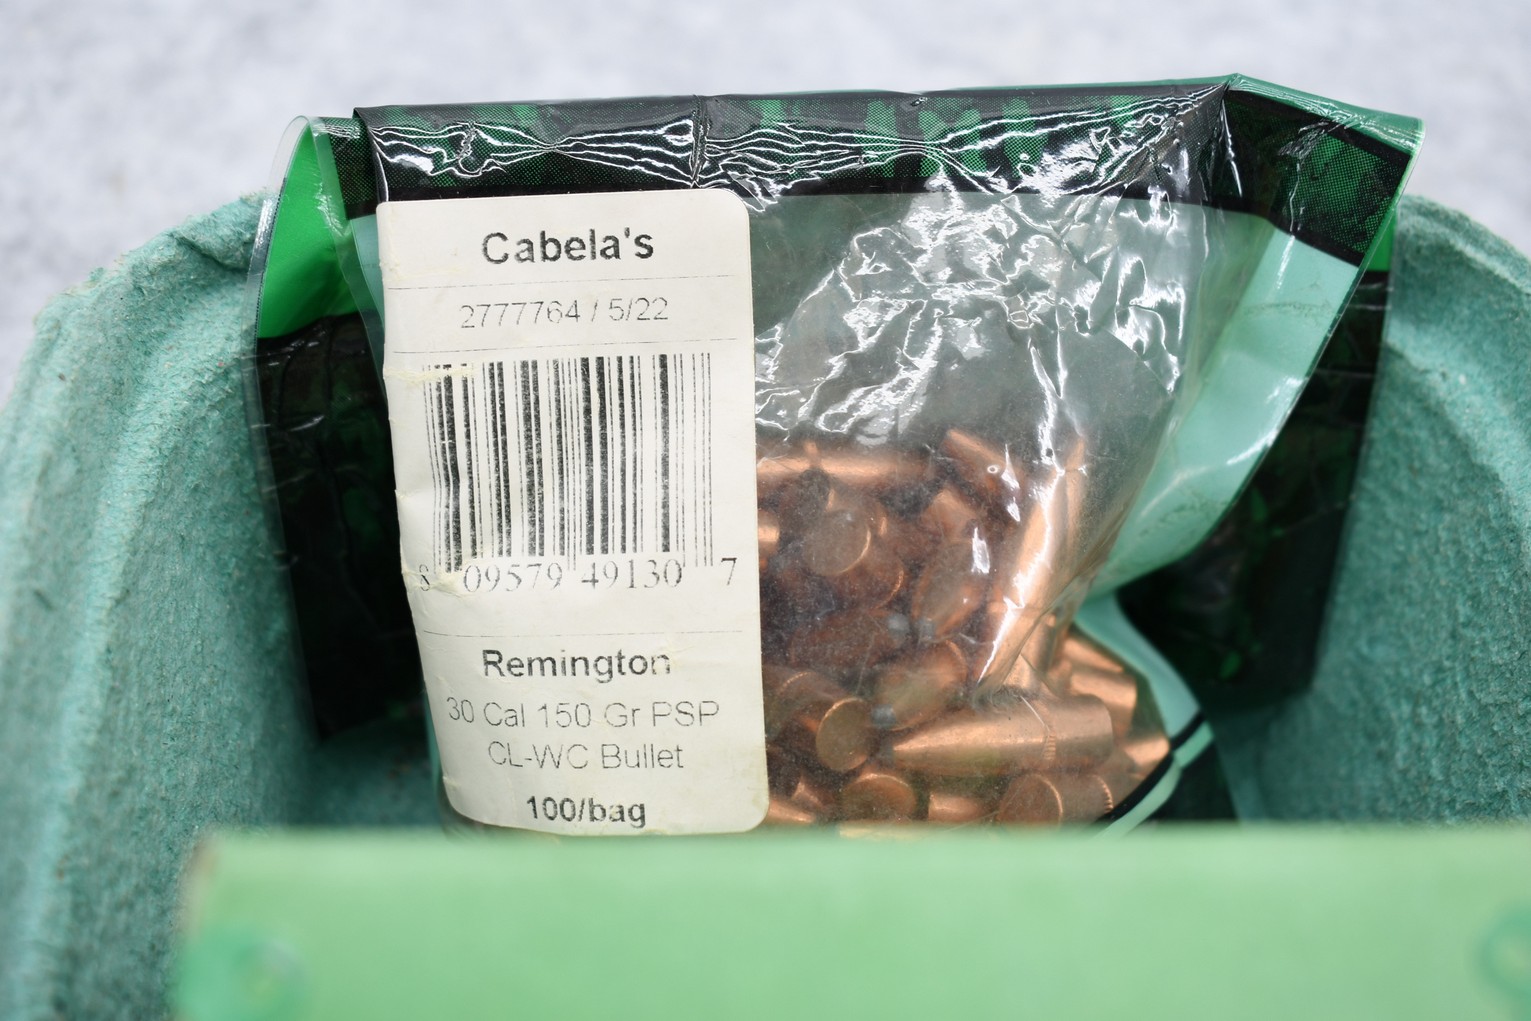 Cabela's
2777764 / 5/22
8 09579 49130 7
Remington
30 Cal 150 Gr PSP
CL-WC Bullet
100/bag